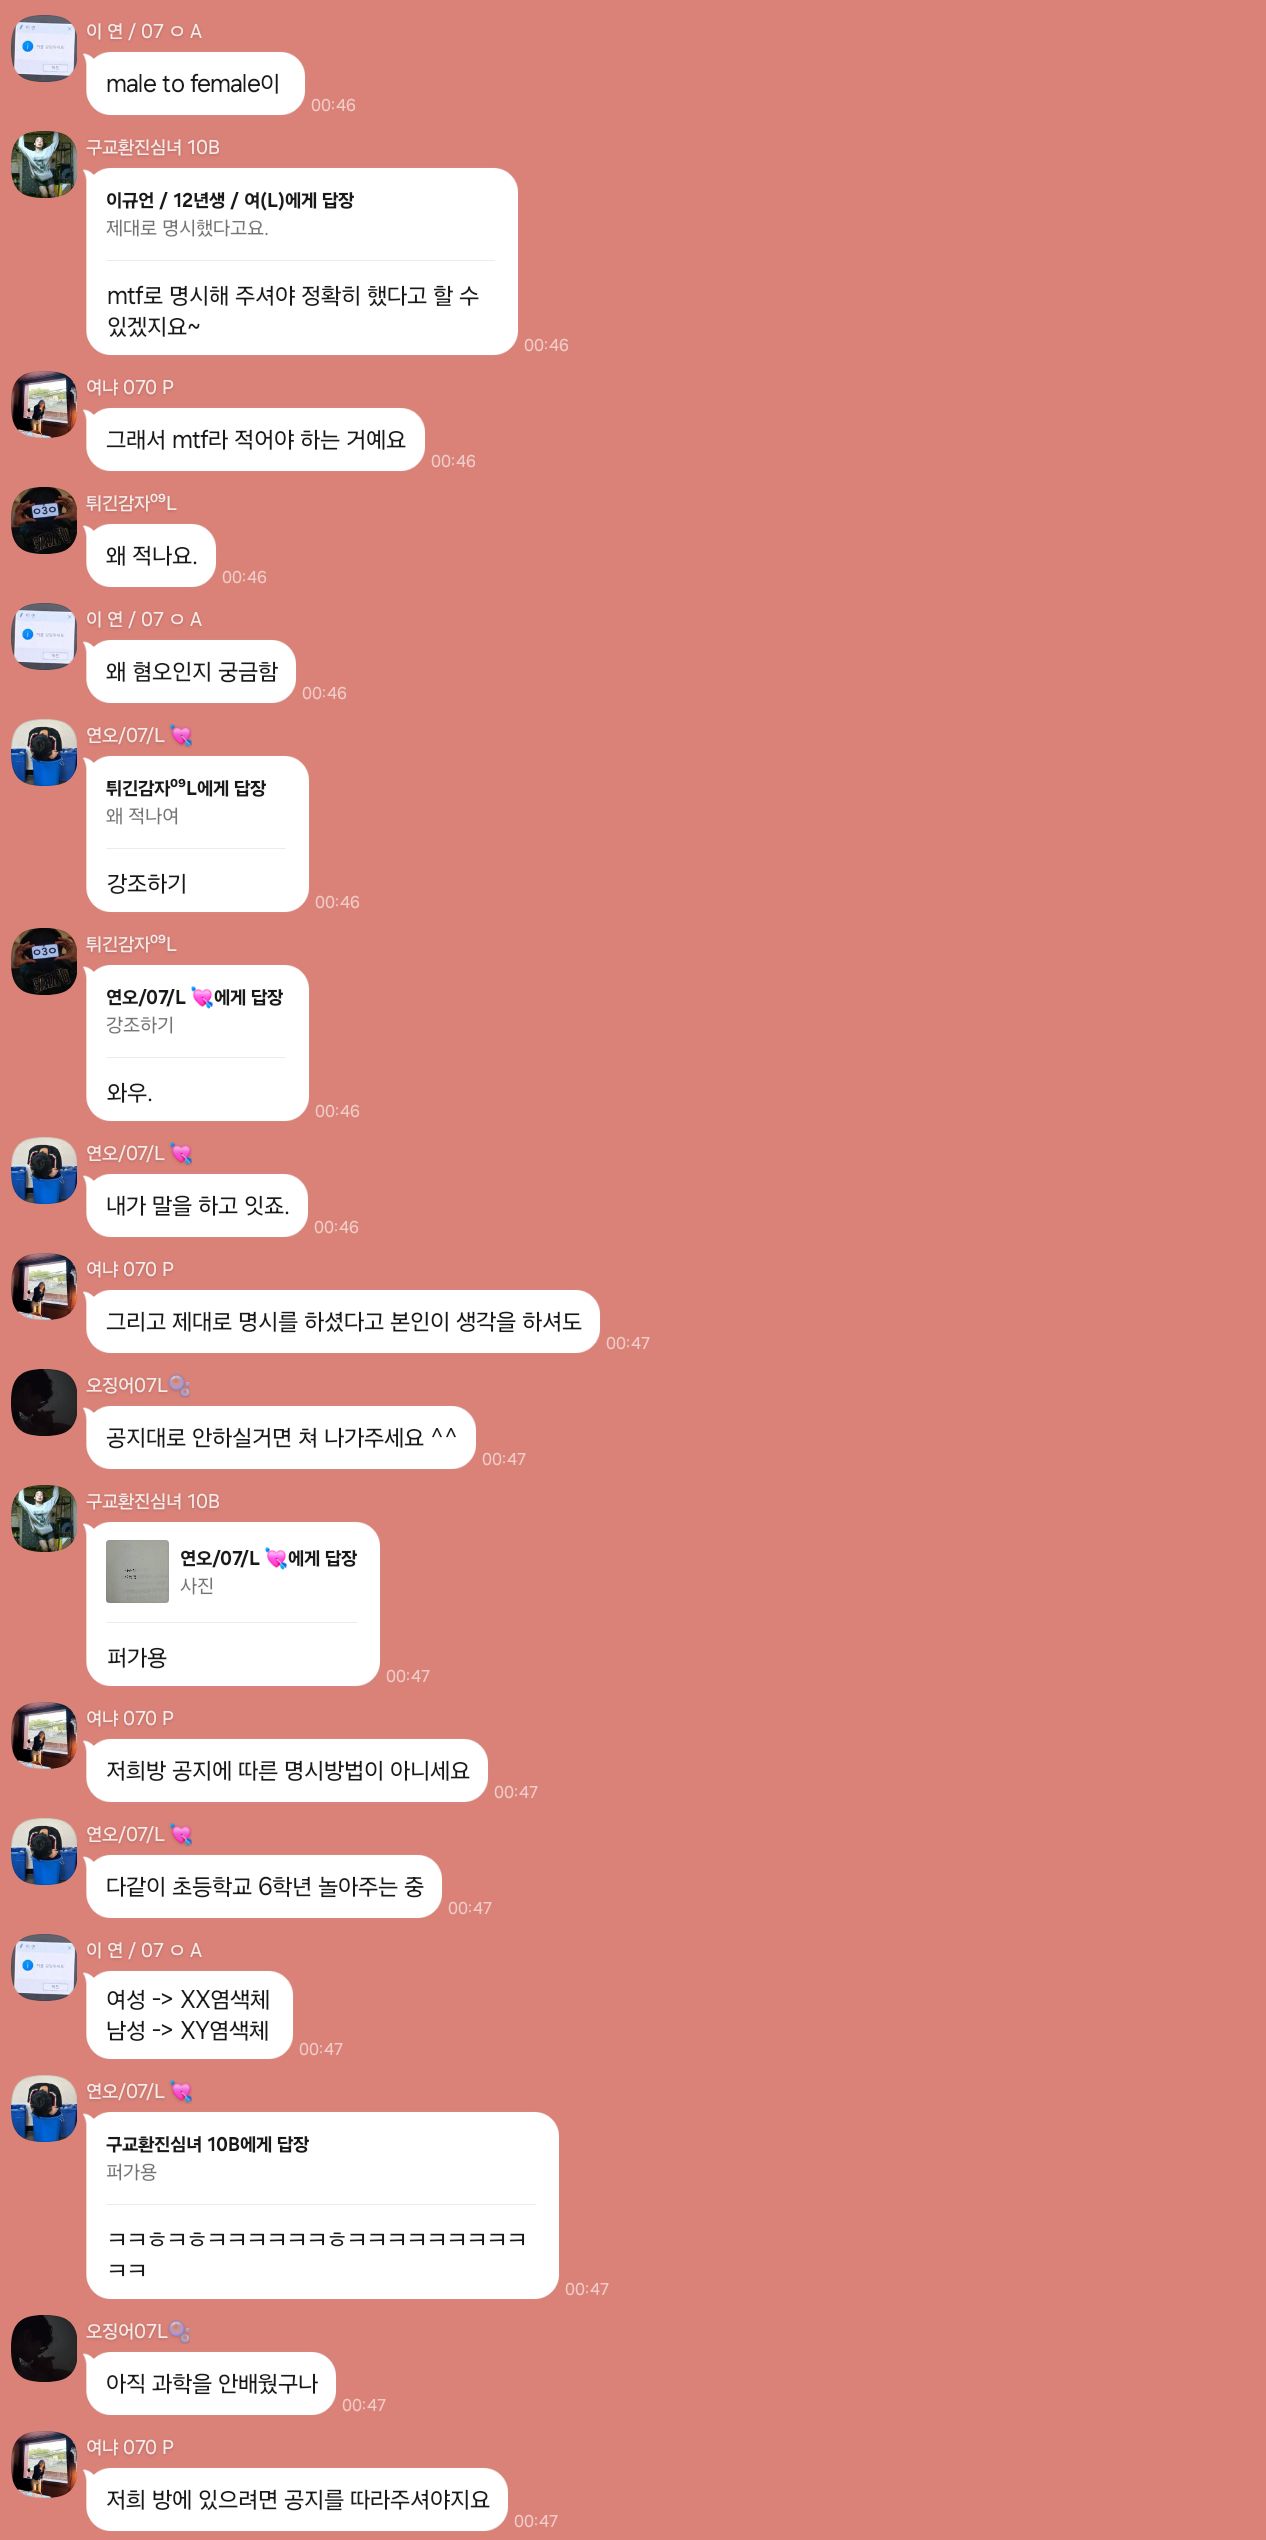 이 연 / 07 ㅇ A
male to female이
00:46
구교환진심녀 10B
이규언 / 12년생 / 여(L)에게 답장
제대로 명시했다고요.
mtf로 명시해 주셔야 정확히 했다고 할 수
있겠지요~
00:46
여냐 070 P
그래서 mtf라 적어야 하는 거예요
00:46
튀긴감자⁰⁹L
왜 적나요.
00:46
이 연 / 07 ㅇ A
왜 혐오인지 궁금함
00:46
연오/07/L 💘
튀긴감자⁰⁹L에게 답장
왜 적나여
강조하기
00:46
튀긴감자⁰⁹L
연오/07/L 💘에게 답장
강조하기
와우.
00:46
연오/07/L 💘
내가 말을 하고 잇죠.
00:46
여냐 070 P
그리고 제대로 명시를 하셨다고 본인이 생각을 하셔도
00:47
오징어07L🫧
공지대로 안하실거면 쳐 나가주세요 ^^
00:47
구교환진심녀 10B
연오/07/L 💘에게 답장
사진
퍼가용
00:47
여냐 070 P
저희방 공지에 따른 명시방법이 아니세요
00:47
연오/07/L 💘
다같이 초등학교 6학년 놀아주는 중
00:47
이 연 / 07 ㅇ A
여성 -> XX염색체
남성 -> XY염색체
00:47
연오/07/L 💘
구교환진심녀 10B에게 답장
퍼가용
ㅋㅋㅎㅋㅎㅋㅋㅋㅋㅋㅋㅎㅋㅋㅋㅋㅋㅋㅋㅋㅋ
ㅋㅋ
00:47
오징어07L🫧
아직 과학을 안배웠구나
00:47
여냐 070 P
저희 방에 있으려면 공지를 따라주셔야지요
00:47